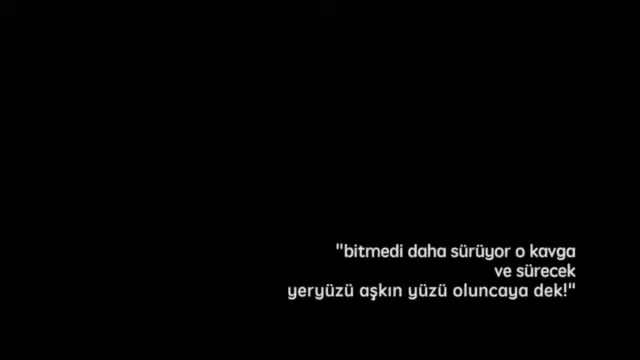 "bitmedi daha sürüyor o kavga
ve sürecek
yeryüzü aşkın yüzü oluncaya dek!"